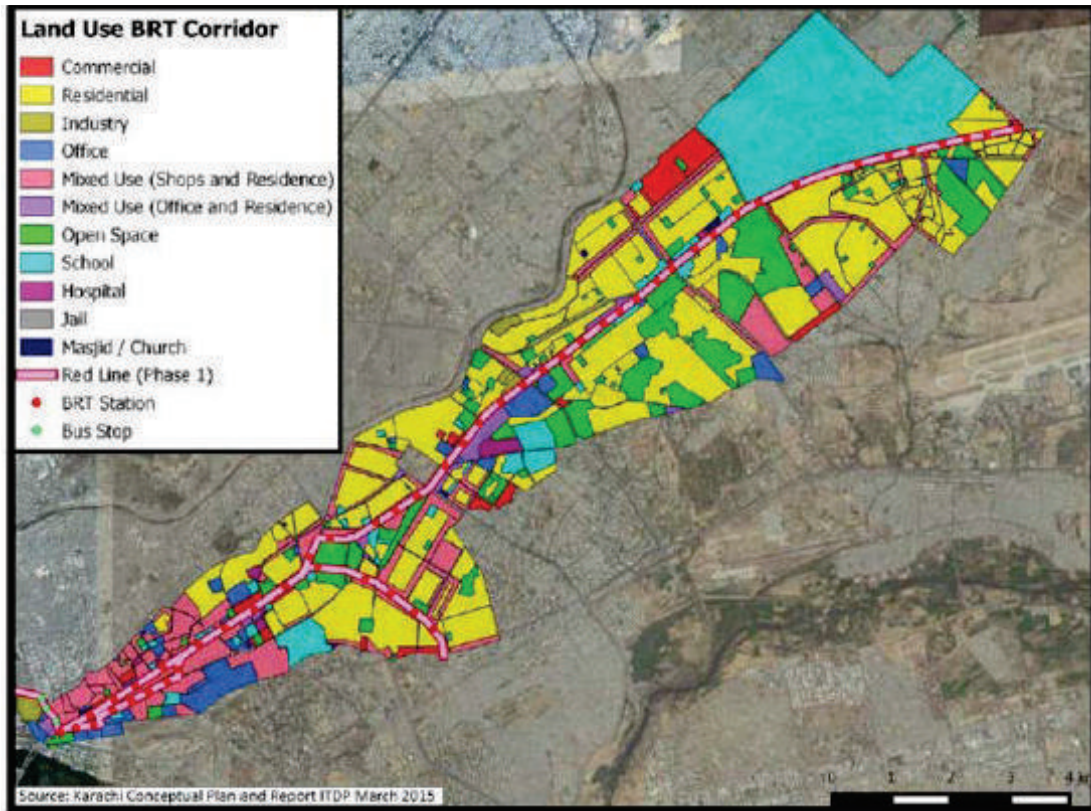 Land Use BRT Corridor
Commercial
Residential
Industry
Office
Mixed Use (Shops and Residence)
Mixed Use (Office and Residence)
Open Space
School
Hospital
Jail
Masjid / Church
Red Line (Phase 1)
BRT Station
Bus Stop
0 1 2 3 4
Source: Karachi Conceptual Plan and Report ITDP March 2015